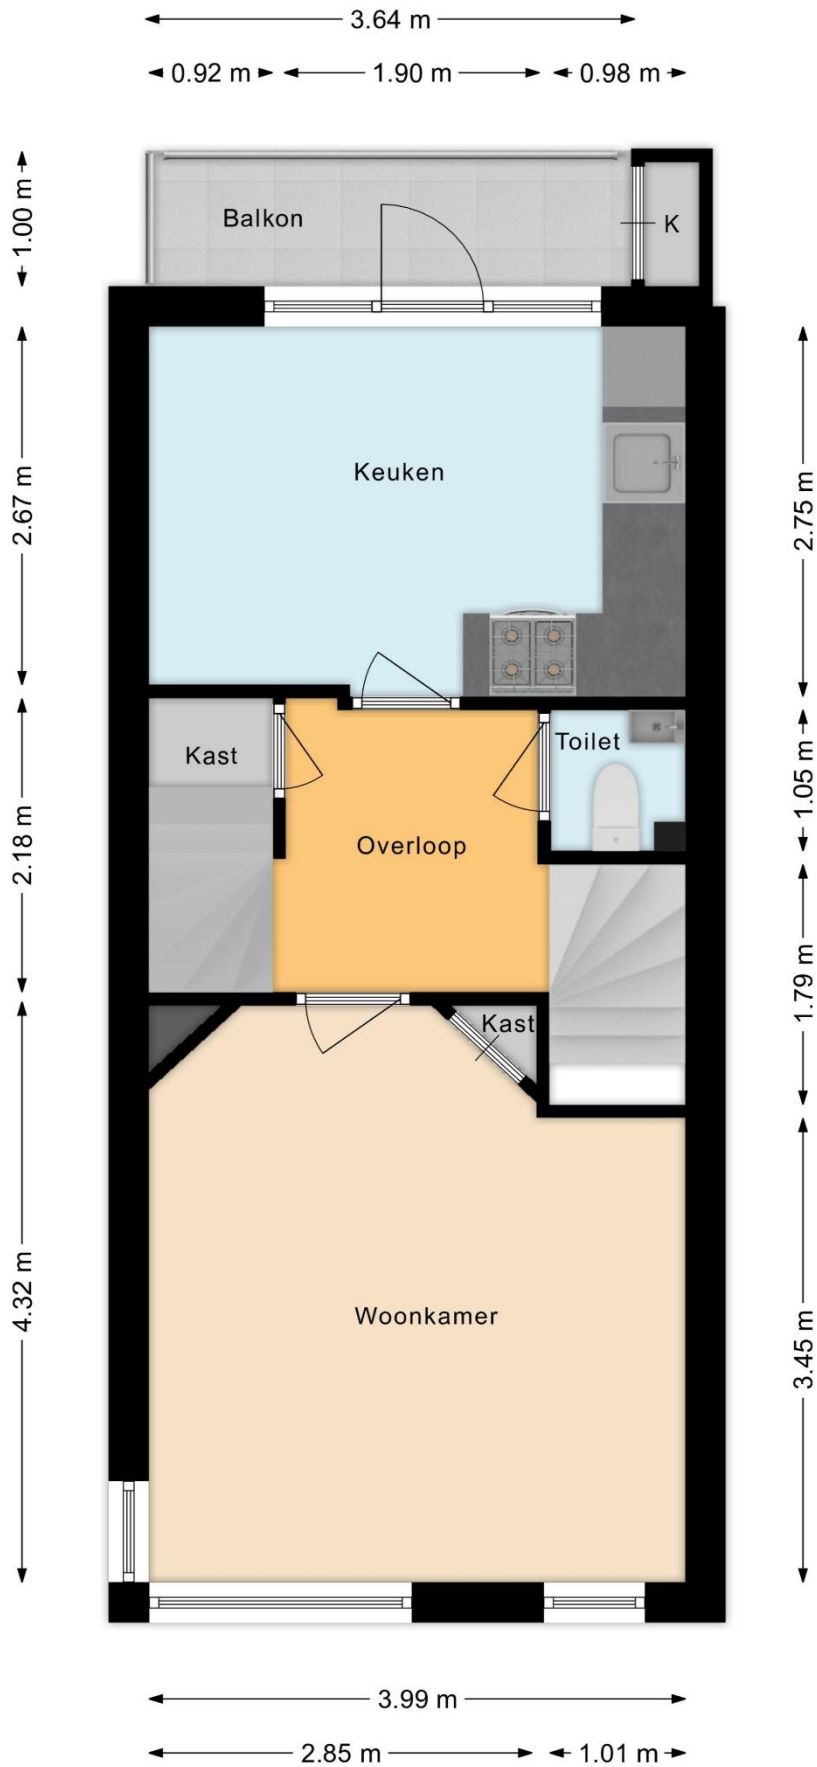 3.64 m
0.92 m
1.90 m
0.98 m
1.00 m
Balkon
K
Keuken
2.67 m
2.75 m
Kast
Toilet
Overloop
2.18 m
1.05 m
1.79 m
Kast
Woonkamer
4.32 m
3.45 m
3.99 m
2.85 m
1.01 m